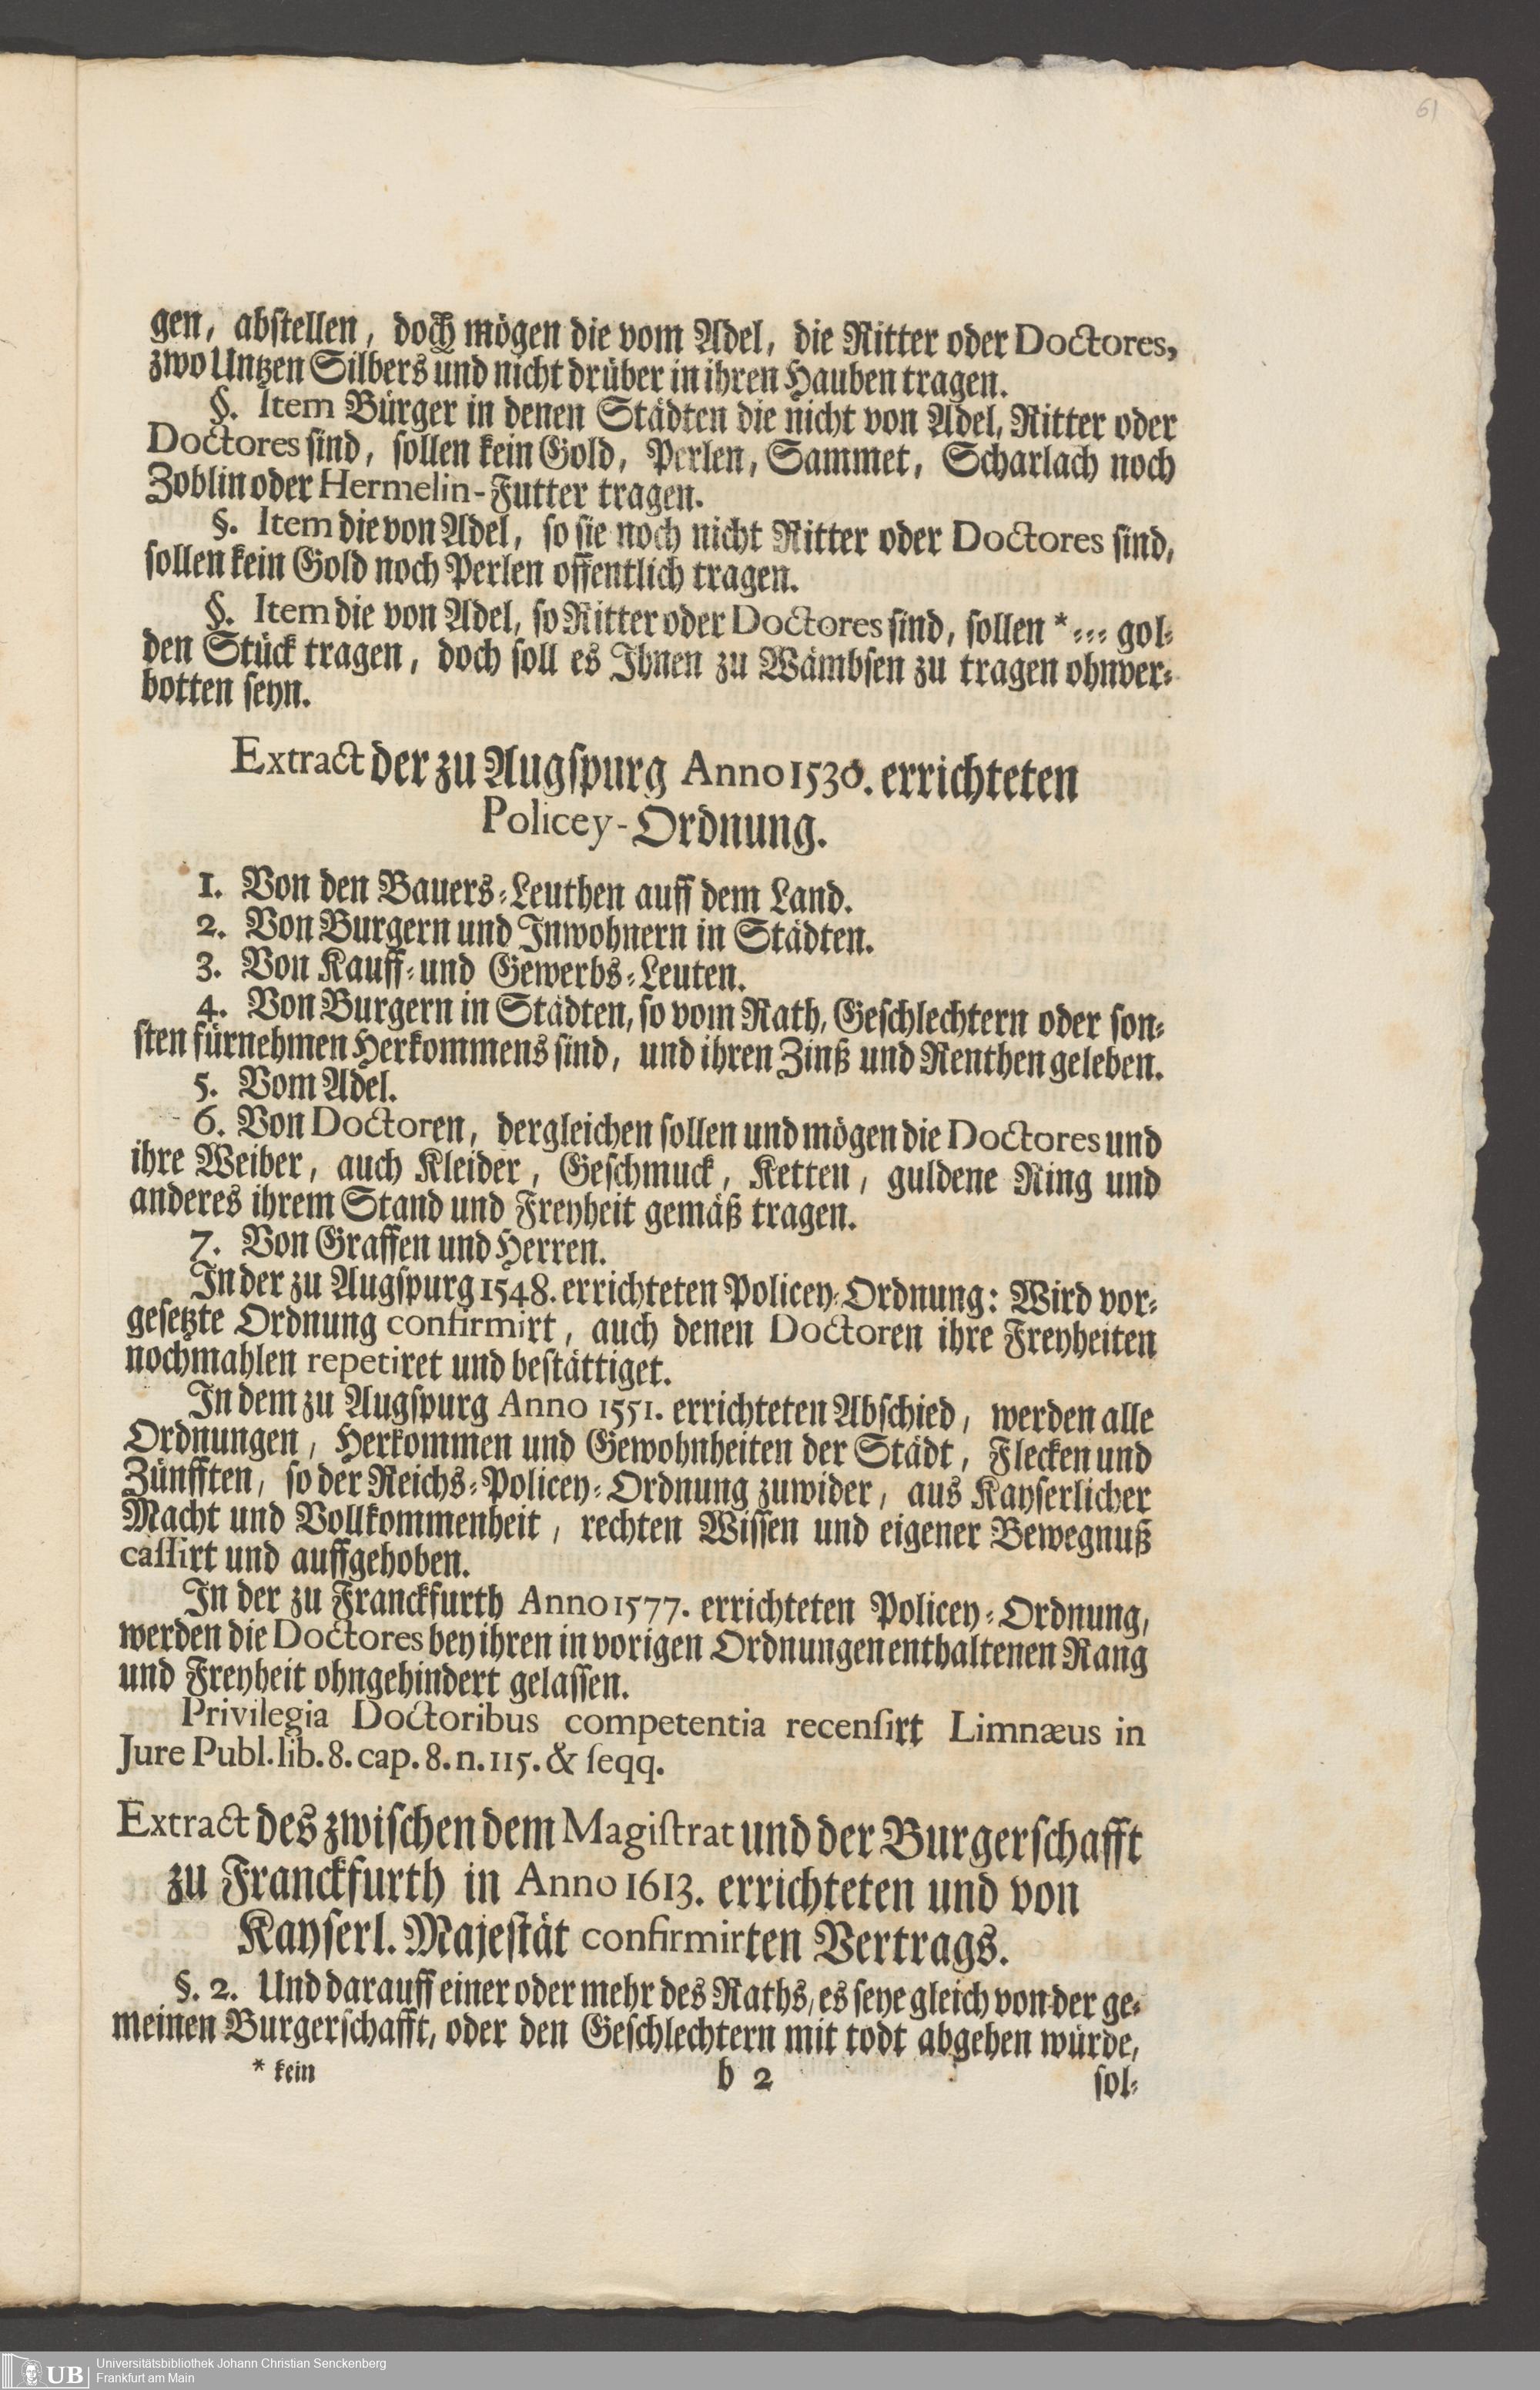 61
gen, abstellen, doch mögen die vom Adel, die Ritter oder Doctores,
zwo Untzen Silbers und nicht drüber in ihren Hauben tragen.
§. Item Bürger in denen Städten die nicht von Adel, Ritter oder
Doctores sind, sollen kein Gold, Perlen, Sammet, Scharlach noch
Zoblin oder Hermelin-Futter tragen.
§. Item die von Adel, so sie noch nicht Ritter oder Doctores sind,
sollen kein Gold noch Perlen offentlich tragen.
§. Item die von Adel, so Ritter oder Doctores sind, sollen *⸗⸗⸗ gol⸗
den Stück tragen, doch soll es Ihnen zu Wämbsen zu tragen ohnver⸗
botten seyn.
Extract der zu Augspurg Anno 1530. errichteten
Policey-Ordnung.
1. Von den Bauers⸗Leuthen auff dem Land.
2. Von Burgern und Inwohnern in Städten.
3. Von Kauff⸗ und Gewerbs⸗Leuten.
4. Von Burgern in Städten, so vom Rath, Geschlechtern oder son⸗
sten fürnehmen Herkommens sind, und ihren Zinß und Renthen geleben.
5. Vom Adel.
6. Von Doctoren, dergleichen sollen und mögen die Doctores und
ihre Weiber, auch Kleider, Geschmuck, Ketten, guldene Ring und
anderes ihrem Stand und Freyheit gemäß tragen.
7. Von Graffen und Herren.
In der zu Augspurg 1548. errichteten Policey⸗Ordnung: Wird vor⸗
gesetzte Ordnung confirmirt, auch denen Doctoren ihre Freyheiten
nochmahlen repetiret und bestättiget.
In dem zu Augspurg Anno 1551. errichteten Abschied, werden alle
Ordnungen, Herkommen und Gewohnheiten der Städt, Flecken und
Zünfften, so der Reichs⸗Policey⸗Ordnung zuwider, aus Kayserlicher
Macht und Vollkommenheit, rechten Wissen und eigener Bewegnuß
cassirt und auffgehoben.
In der zu Franckfurth Anno 1577. errichteten Policey⸗Ordnung,
werden die Doctores bey ihren in vorigen Ordnungen enthaltenen Rang
und Freyheit ohngehindert gelassen.
Privilegia Doctoribus competentia recensirt Limnæus in
Jure Publ. lib. 8. cap. 8. n. 115. & seqq.
Extract des zwischen dem Magistrat und der Burgerschafft
zu Franckfurth in Anno 1613. errichteten und von
Kayserl. Majestät confirmirten Vertrags.
§. 2. Und darauff einer oder mehr des Raths, es seye gleich von der ge⸗
meinen Burgerschafft, oder den Geschlechtern mit todt abgehen würde,
* kein b 2 sol⸗
UB Universitätsbibliothek Johann Christian Senckenberg
Frankfurt am Main